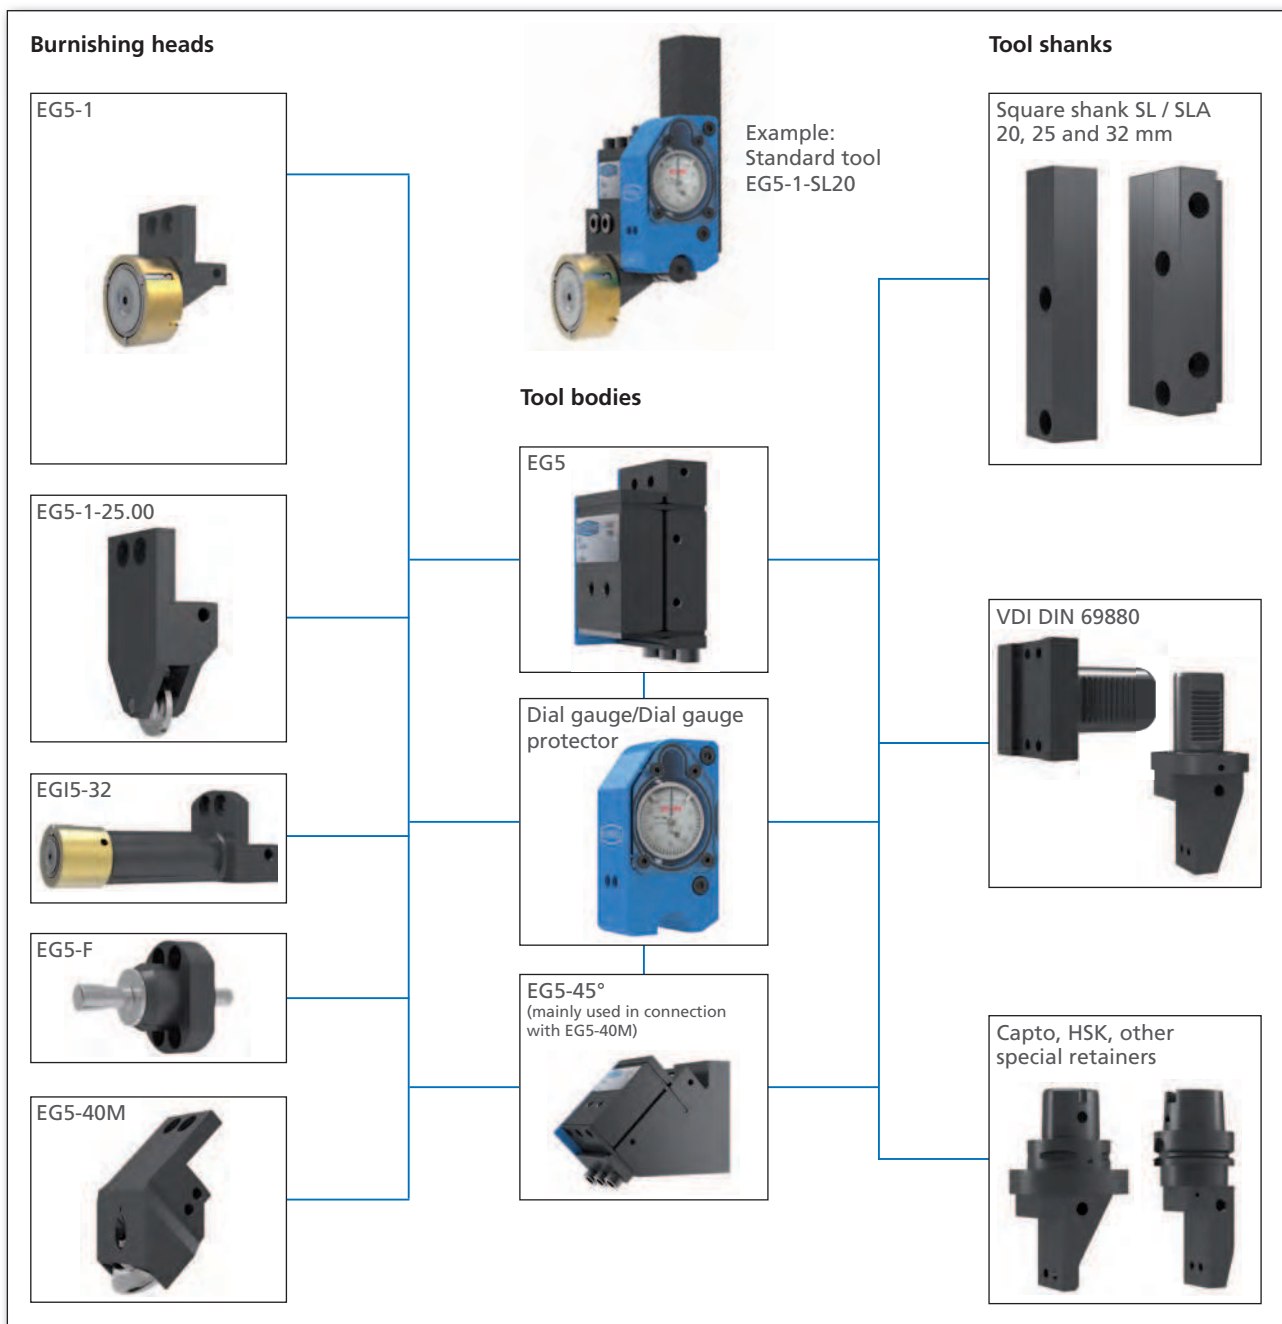 Burnishing heads
EG5-1
EG5-1-25.00
EGI5-32
EG5-F
EG5-40M
Example:
Standard tool
EG5-1-SL20
Tool bodies
EG5
Dial gauge/Dial gauge
protector
EG5-45°
(mainly used in connection
with EG5-40M)
Tool shanks
Square shank SL / SLA
20, 25 and 32 mm
VDI DIN 69880
Capto, HSK, other
special retainers